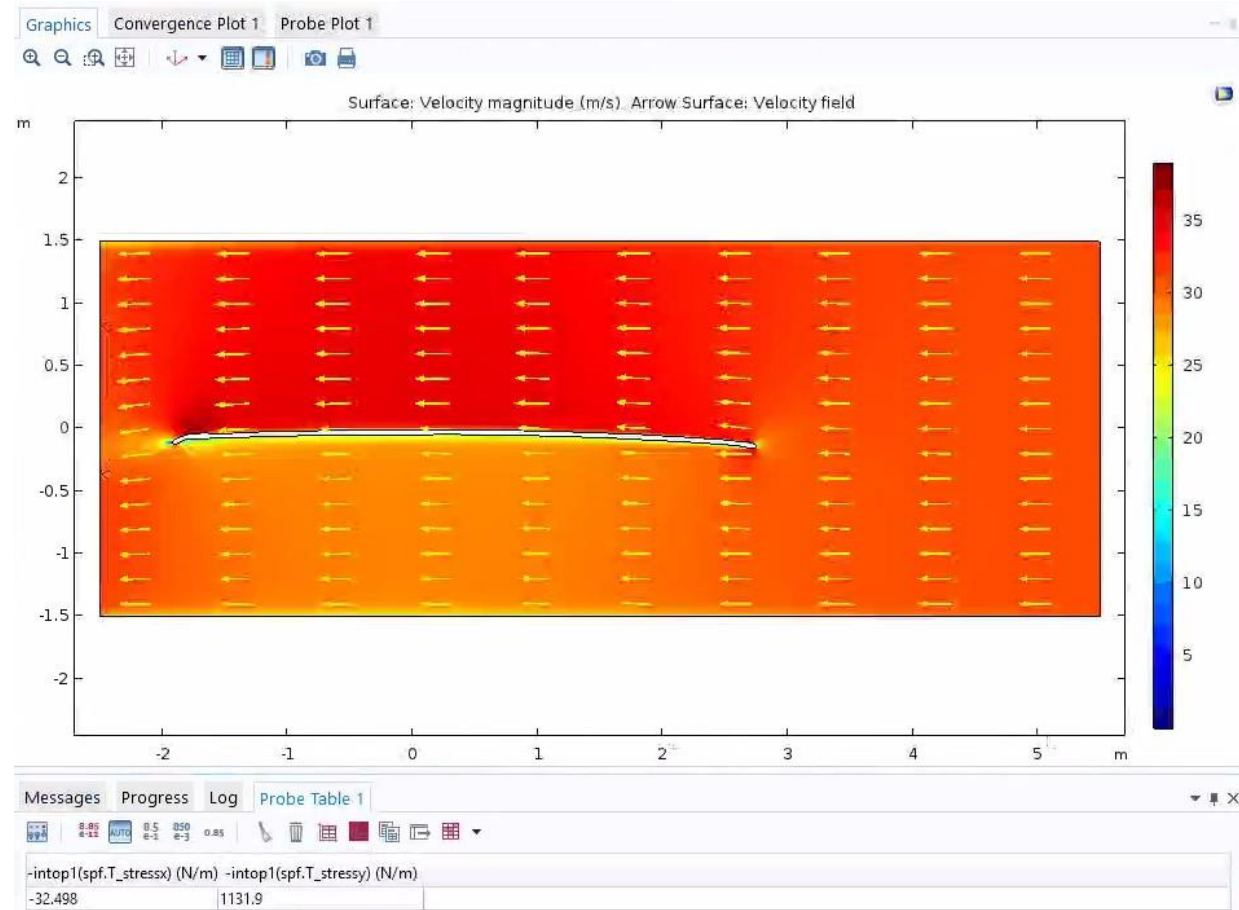 Graphics Convergence Plot 1 Probe Plot 1
Surface: Velocity magnitude (m/s) Arrow Surface: Velocity field
m
2
1.5
1
0.5
0
-0.5
-1
-1.5
-2
-2 -1 0 1 2 3 4 5 m
35
30
25
20
15
10
5
Messages Progress Log Probe Table 1
8.85 e-12 AUTO 8.5 e-1 850 e-3 0.85
-intop1(spf.T_stressx) (N/m) -intop1(spf.T_stressy) (N/m)
-32.498 1131.9